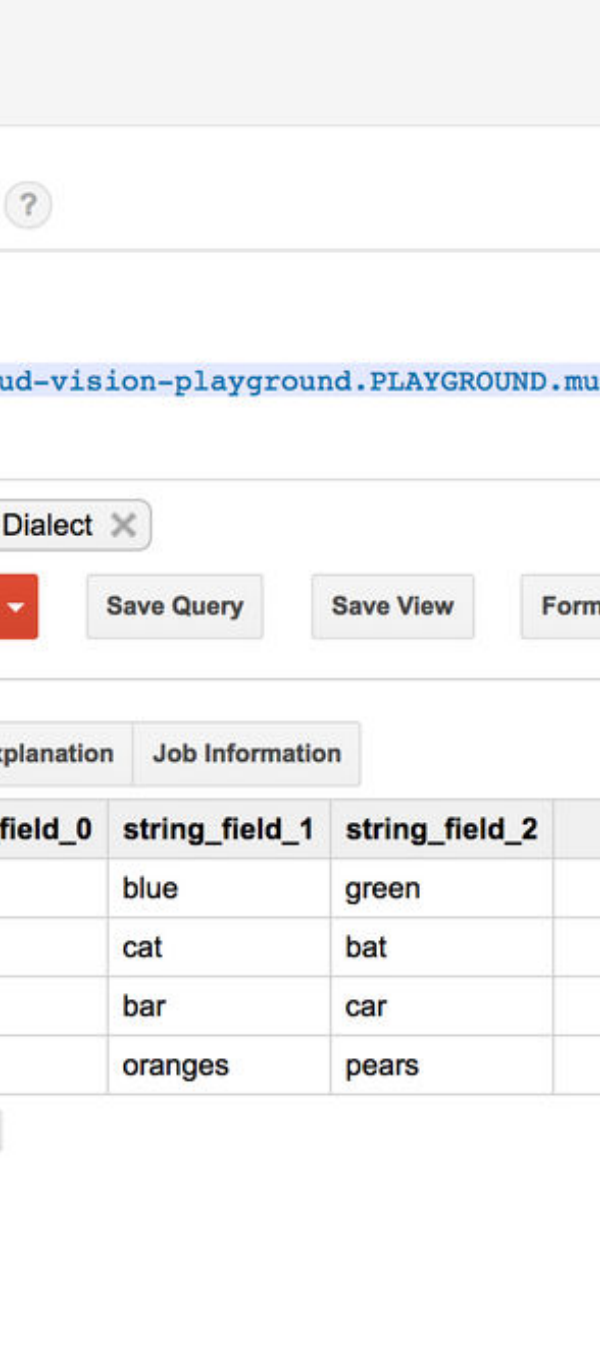 ?
ud-vision-playground.PLAYGROUND.mu
Dialect
Save Query Save View Form
xplanation Job Information
field_0 string_field_1 string_field_2
blue green
cat bat
bar car
oranges pears